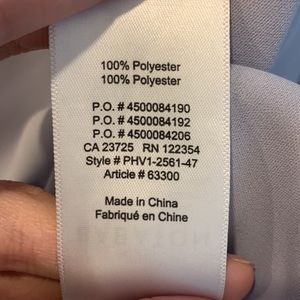 100% Polyester
100% Polyester
P.O. # 4500084190
P.O. # 4500084192
P.O. # 4500084206
CA 23725 RN 122354
Style # PHV1-2561-47
Article # 63300
Made in China
Fabriqué en Chine